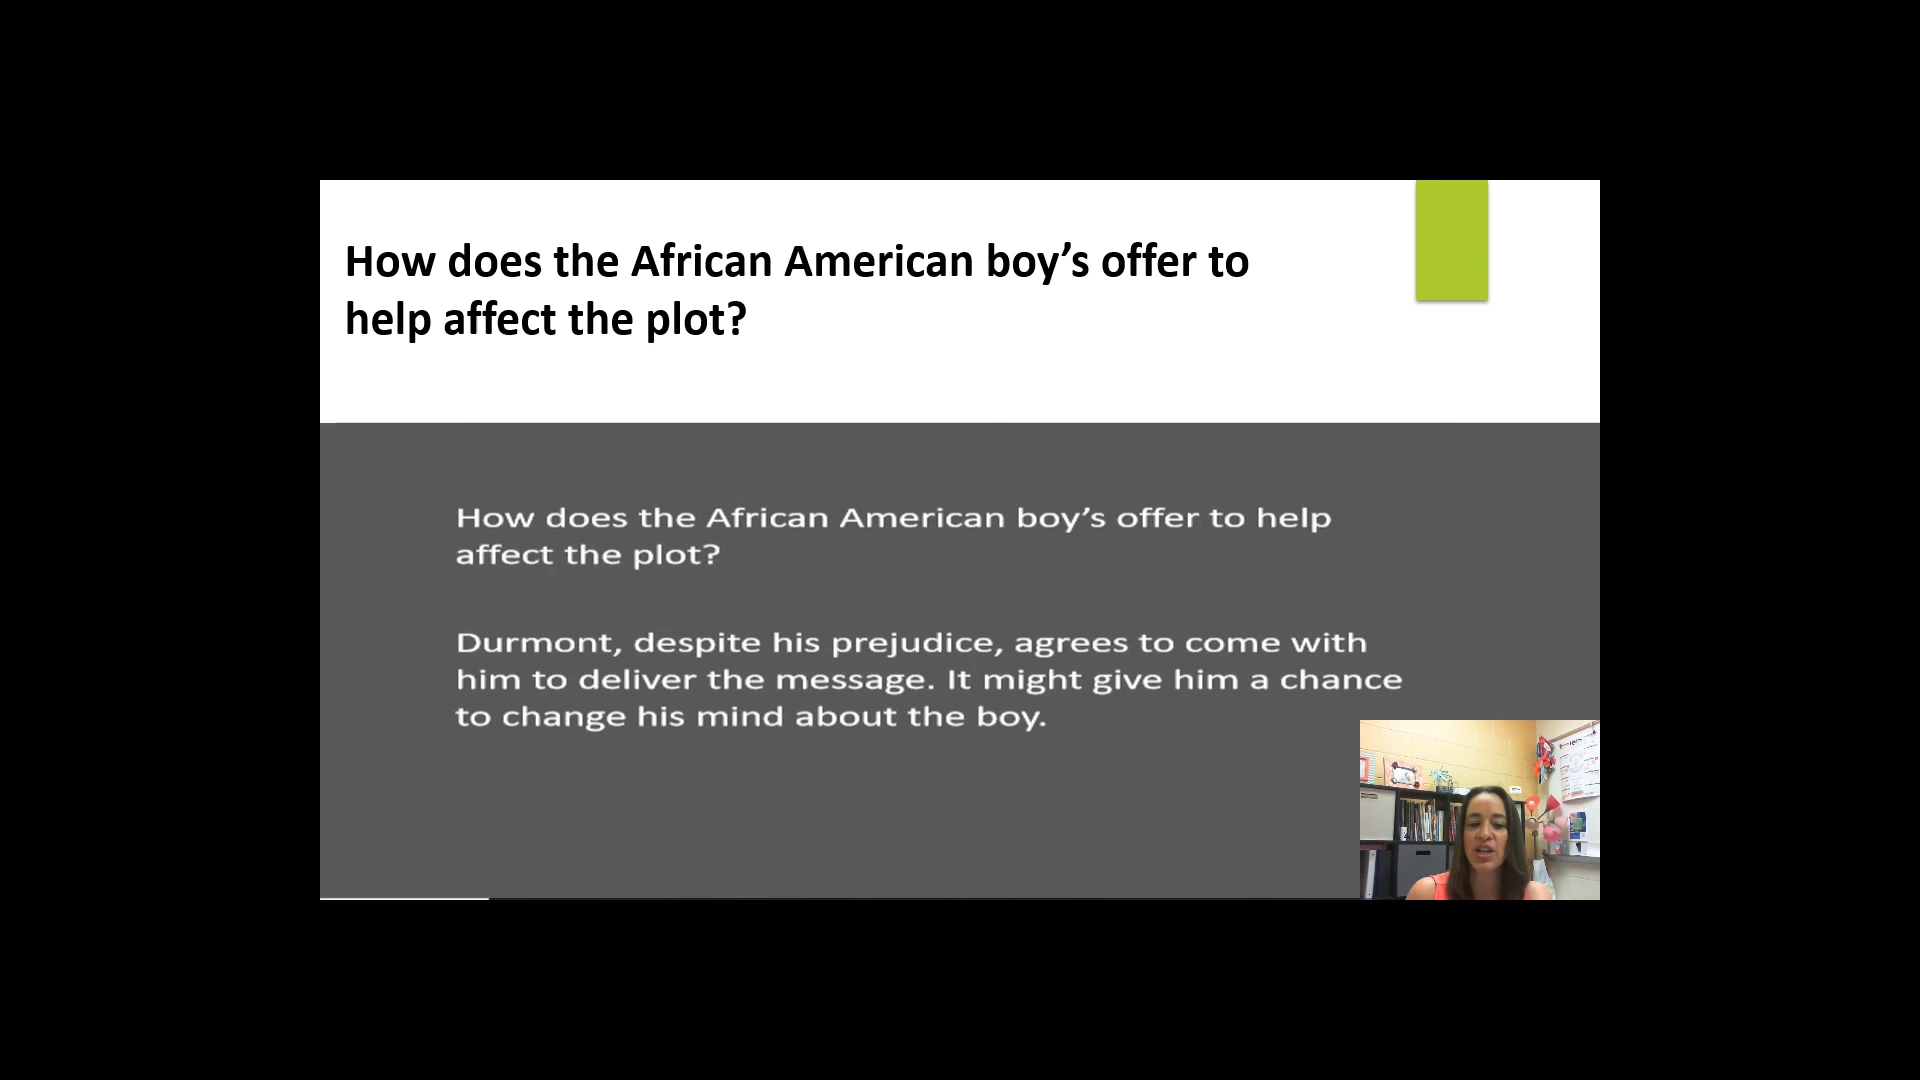 How does the African American boy’s offer to
help affect the plot?
How does the African American boy’s offer to help
affect the plot?
Durmont, despite his prejudice, agrees to come with
him to deliver the message. It might give him a chance
to change his mind about the boy.